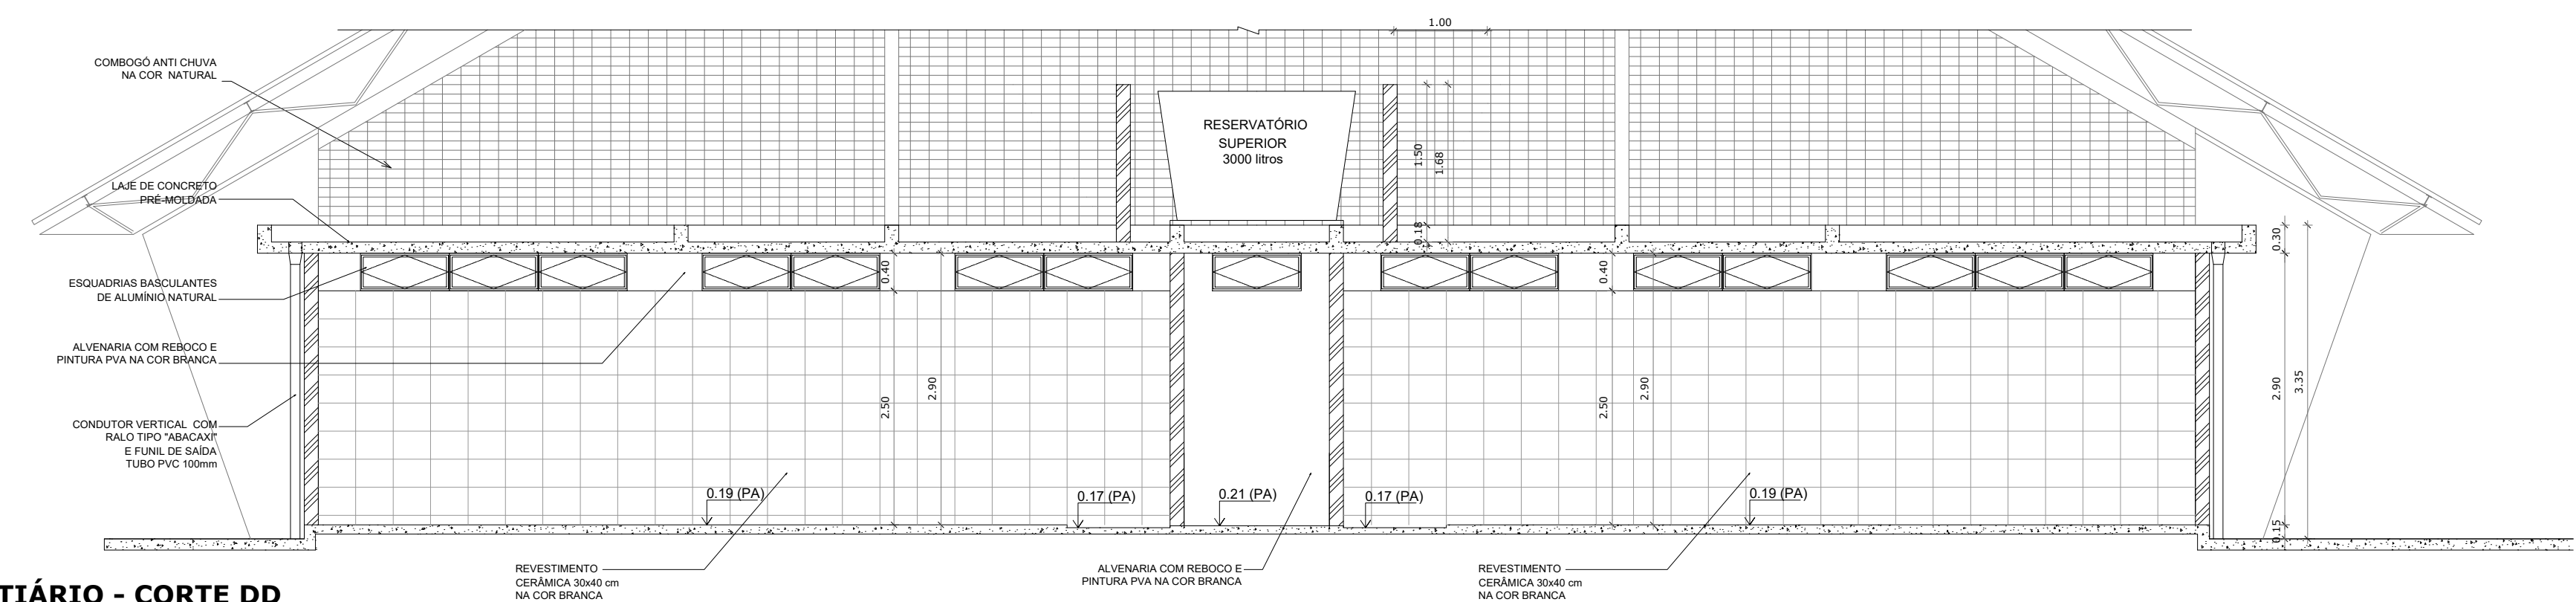 1.00
COMBOGÓ ANTI CHUVA
NA COR NATURAL
RESERVATÓRIO
SUPERIOR
3000 litros
1.50
1.68
LAJE DE CONCRETO
PRÉ-MOLDADA
0.18
0.30
ESQUADRIAS BASCULANTES
DE ALUMÍNIO NATURAL
0.40
0.40
ALVENARIA COM REBOCO E
PINTURA PVA NA COR BRANCA
2.50
2.90
2.50
2.90
2.90
3.35
CONDUTOR VERTICAL COM
RALO TIPO "ABACAXI"
E FUNIL DE SAÍDA
TUBO PVC 100mm
0.19 (PA)
0.17 (PA)
0.21 (PA)
0.17 (PA)
0.19 (PA)
0.15
REVESTIMENTO
CERÂMICA 30x40 cm
NA COR BRANCA
ALVENARIA COM REBOCO E
PINTURA PVA NA COR BRANCA
REVESTIMENTO
CERÂMICA 30x40 cm
NA COR BRANCA
TIÁRIO - CORTE DD